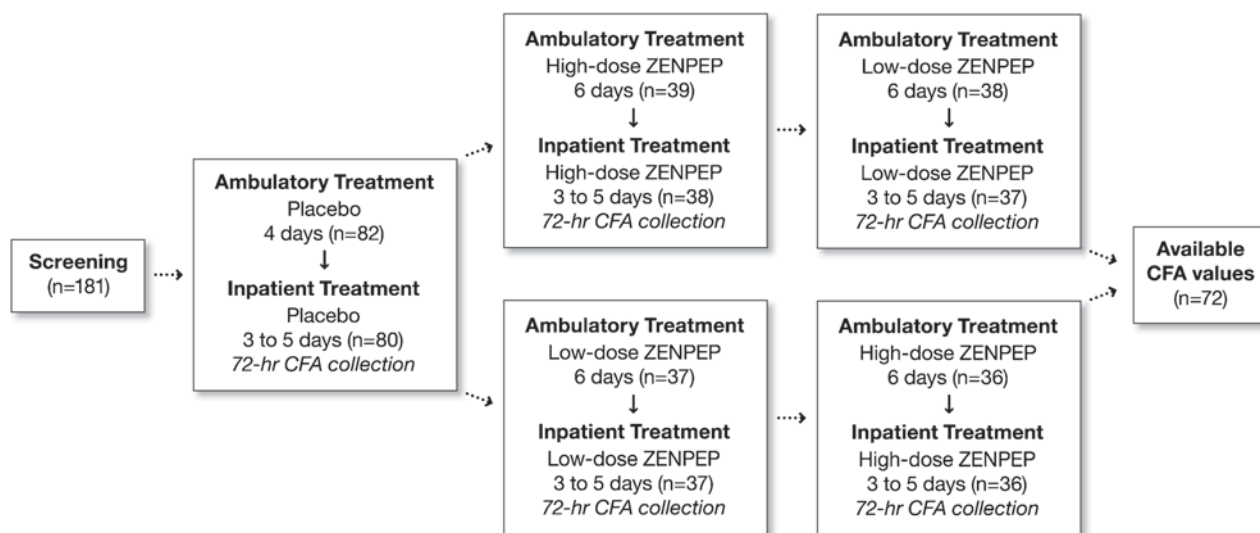 Screening
(n=181)
Ambulatory Treatment
Placebo
4 days (n=82)
↓
Inpatient Treatment
Placebo
3 to 5 days (n=80)
72-hr CFA collection
Ambulatory Treatment
High-dose ZENPEP
6 days (n=39)
↓
Inpatient Treatment
High-dose ZENPEP
3 to 5 days (n=38)
72-hr CFA collection
Ambulatory Treatment
Low-dose ZENPEP
6 days (n=38)
↓
Inpatient Treatment
Low-dose ZENPEP
3 to 5 days (n=37)
72-hr CFA collection
Ambulatory Treatment
Low-dose ZENPEP
6 days (n=37)
↓
Inpatient Treatment
Low-dose ZENPEP
3 to 5 days (n=37)
72-hr CFA collection
Ambulatory Treatment
High-dose ZENPEP
6 days (n=36)
↓
Inpatient Treatment
High-dose ZENPEP
3 to 5 days (n=36)
72-hr CFA collection
Available
CFA values
(n=72)